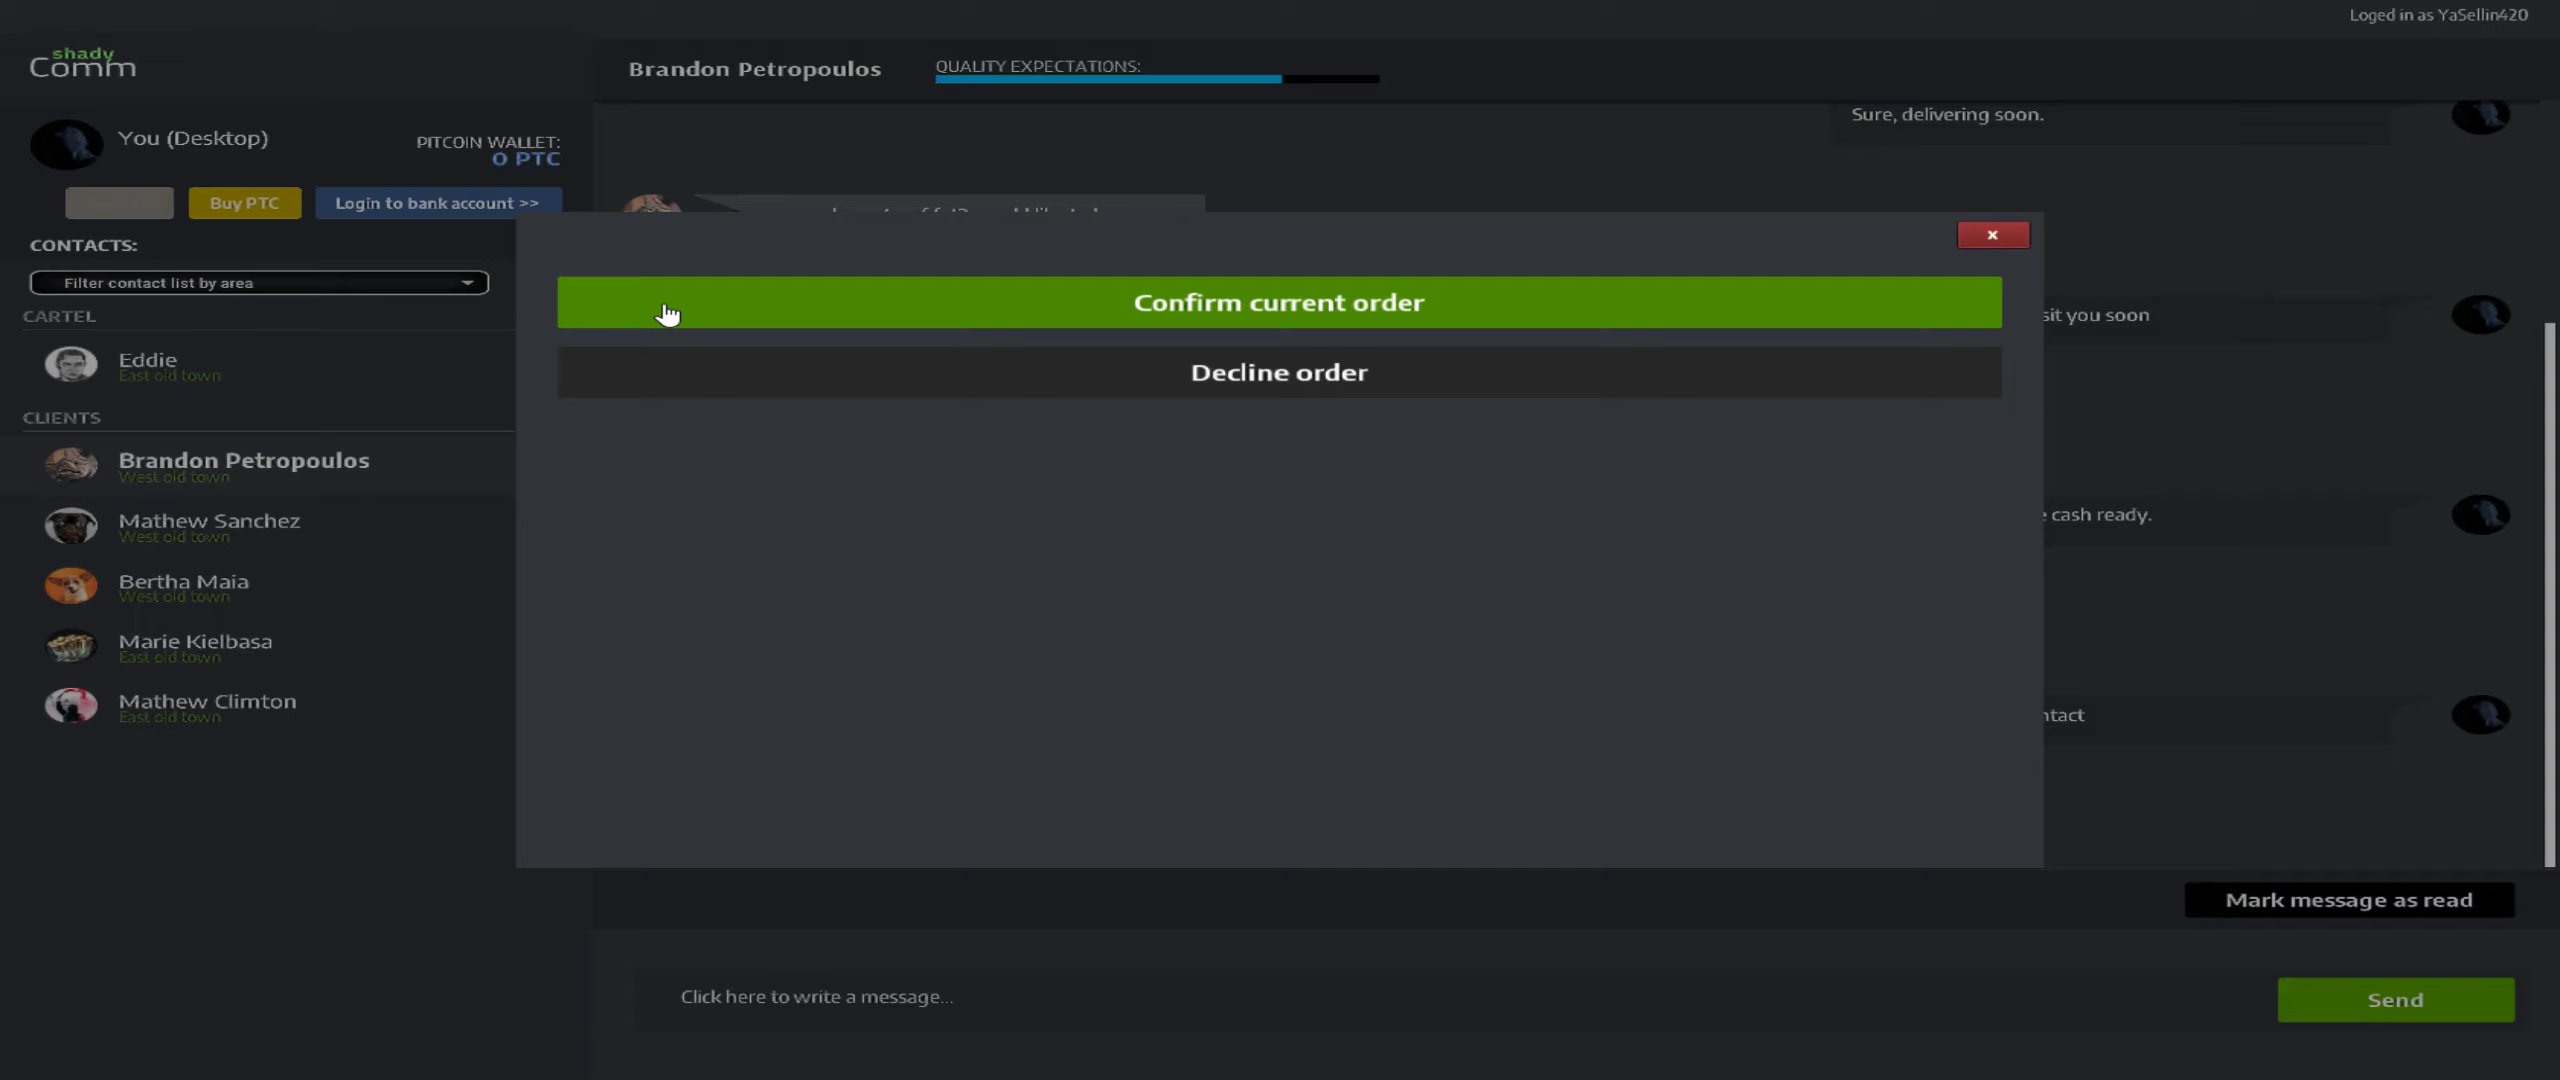 Loged in as YaSellin420
shady
Comm
Brandon Petropoulos
QUALITY EXPECTATIONS:
Sure, delivering soon.
You (Desktop)
PITCOIN WALLET:
0 PTC
Buy PTC
Login to bank account >>
CONTACTS:
Filter contact list by area
x
Confirm current order
Decline order
sit you soon
CARTEL
Eddie
East old town
CLIENTS
Brandon Petropoulos
West old town
Mathew Sanchez
West old town
cash ready.
Bertha Maia
West old town
Marie Kielbasa
East old town
Mathew Climton
East old town
ntact
Mark message as read
Click here to write a message...
Send